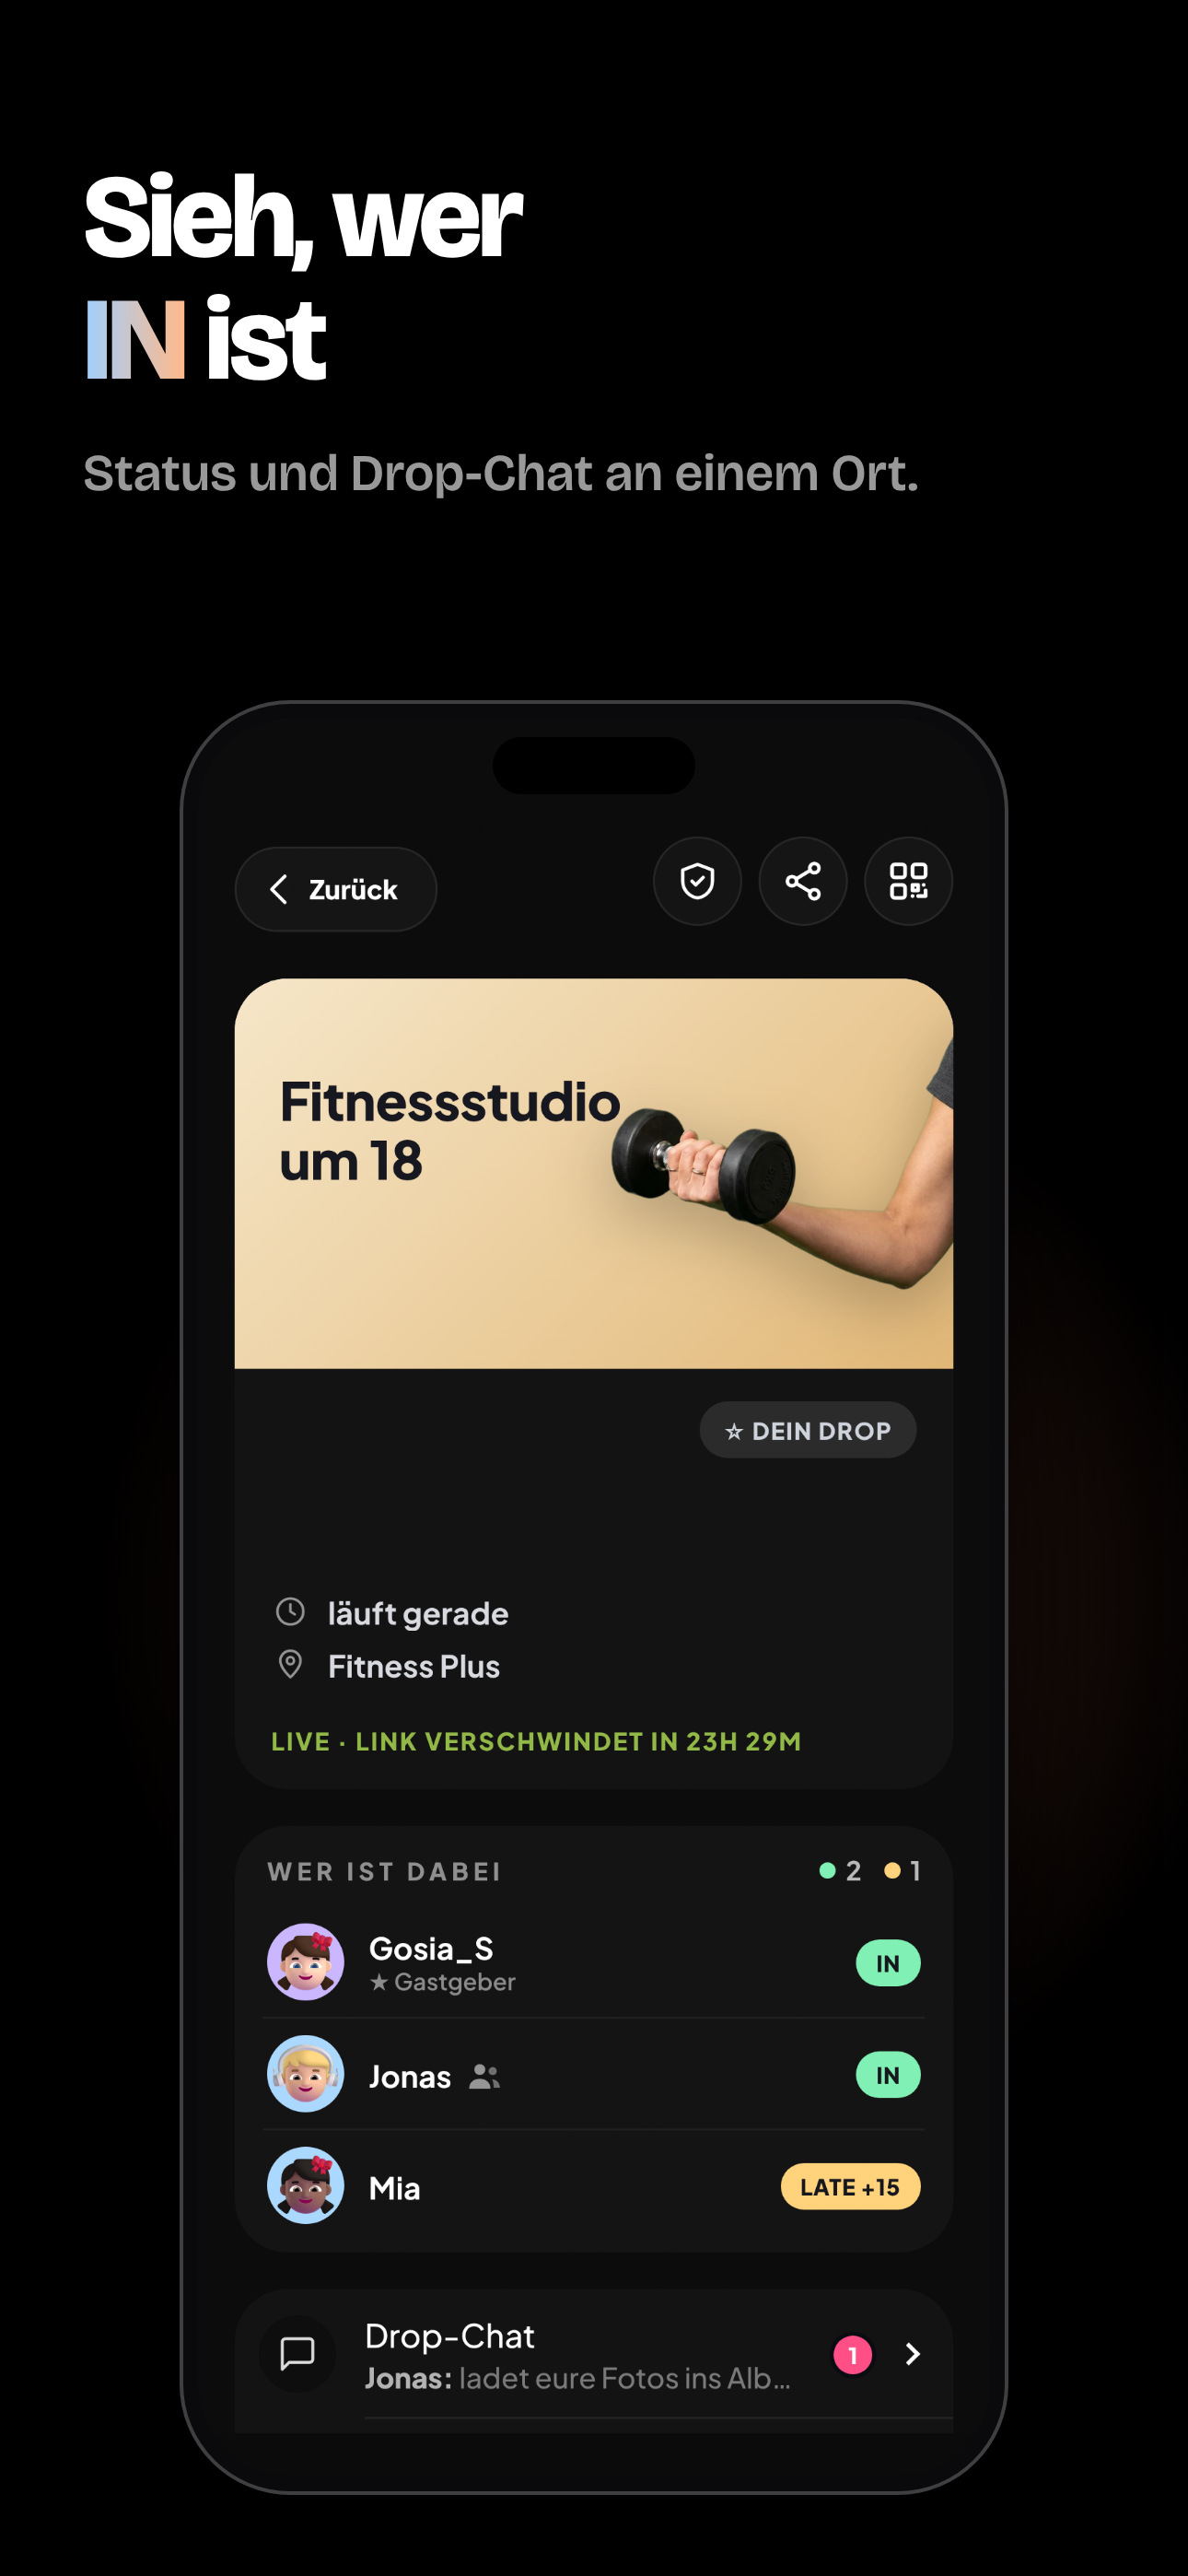 Sieh, wer
IN ist
Status und Drop-Chat an einem Ort.
Zurück
Fitnessstudio
um 18
☆ DEIN DROP
läuft gerade
Fitness Plus
LIVE · LINK VERSCHWINDET IN 23H 29M
WER IST DABEI
2 1
Gosia_S
★ Gastgeber
IN
Jonas
IN
Mia
LATE +15
Drop-Chat
1
Jonas: ladet eure Fotos ins Alb...